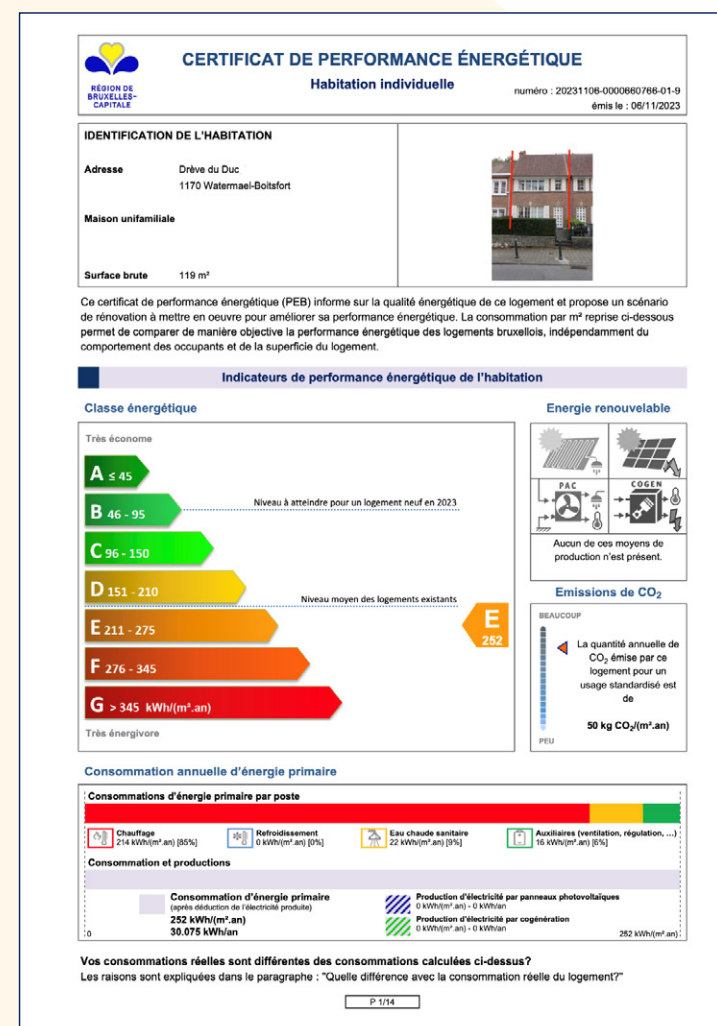 RÉGION DE
BRUXELLES-
CAPITALE
CERTIFICAT DE PERFORMANCE ÉNERGÉTIQUE
Habitation individuelle
numéro : 20231106-0000660766-01-9
émis le : 06/11/2023
IDENTIFICATION DE L'HABITATION
Adresse Drève du Duc
1170 Watermael-Boitsfort
Maison unifamiliale
Surface brute 119 m²
Ce certificat de performance énergétique (PEB) informe sur la qualité énergétique de ce logement et propose un scénario
de rénovation à mettre en oeuvre pour améliorer sa performance énergétique. La consommation par m² reprise ci-dessous
permet de comparer de manière objective la performance énergétique des logements bruxellois, indépendamment du
comportement des occupants et de la superficie du logement.
Indicateurs de performance énergétique de l'habitation
Classe énergétique
Très économe
A ≤ 45
B 46 - 95
Niveau à atteindre pour un logement neuf en 2023
C 96 - 150
D 151 - 210
Niveau moyen des logements existants
E 211 - 275
E
252
F 276 - 345
G > 345 kWh/(m².an)
Très énergivore
Energie renouvelable
PAC
COGEN
Aucun de ces moyens de
production n'est présent.
Emissions de CO₂
BEAUCOUP
La quantité annuelle de
CO₂ émise par ce
logement pour un
usage standardisé est
de
50 kg CO₂/(m².an)
PEU
Consommation annuelle d'énergie primaire
Consommations d'énergie primaire par poste
Chauffage
214 kWh/(m².an) [85%]
Refroidissement
0 kWh/(m².an) [0%]
Eau chaude sanitaire
22 kWh/(m².an) [9%]
Auxiliaires (ventilation, régulation, ...)
16 kWh/(m².an) [6%]
Consommation et productions
Consommation d'énergie primaire
(après déduction de l'électricité produite)
252 kWh/(m².an)
30.075 kWh/an
Production d'électricité par panneaux photovoltaïques
0 kWh/(m².an) - 0 kWh/an
Production d'électricité par cogénération
0 kWh/(m².an) - 0 kWh/an
0
252 kWh/(m².an)
Vos consommations réelles sont différentes des consommations calculées ci-dessus?
Les raisons sont expliquées dans le paragraphe : "Quelle différence avec la consommation réelle du logement?"
P 1/14